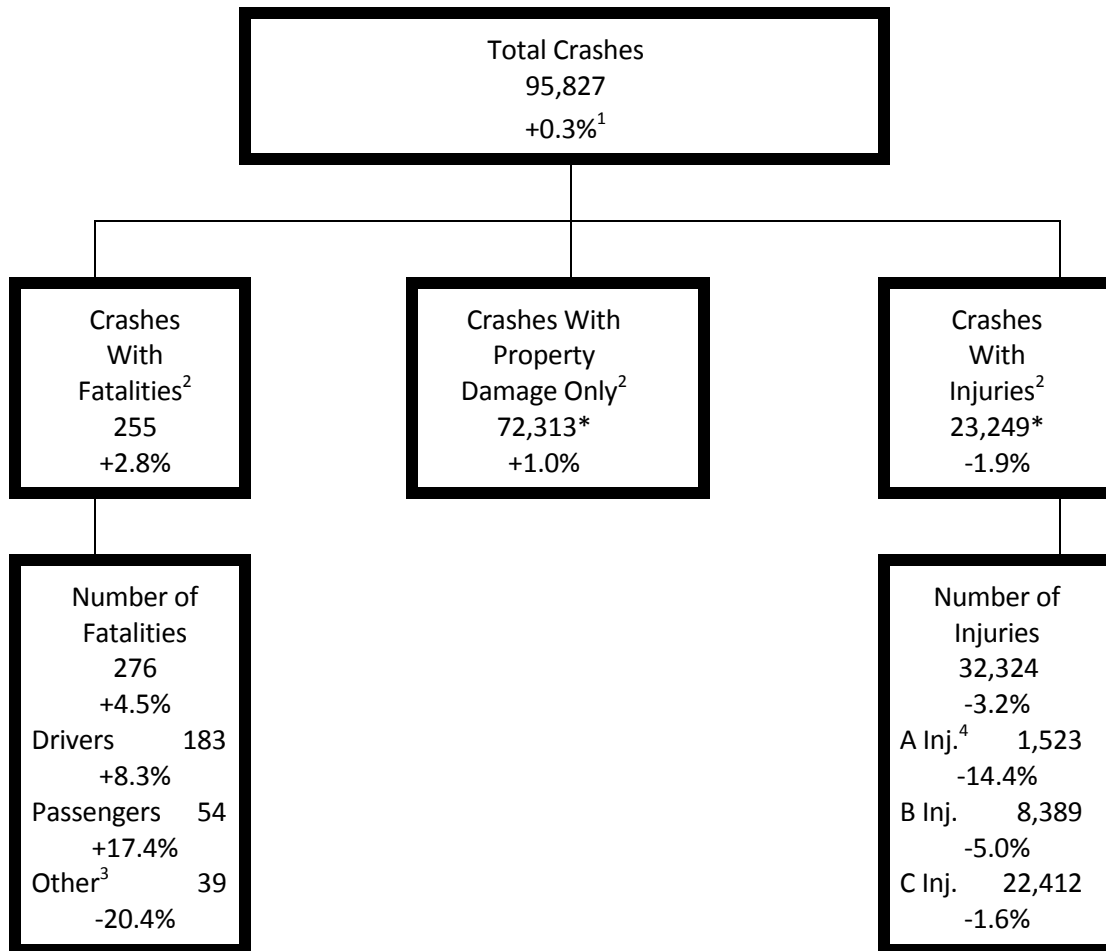 Total Crashes
95,827
+0.3%¹
Crashes
With
Fatalities²
255
+2.8%
Crashes With
Property
Damage Only²
72,313*
+1.0%
Crashes
With
Injuries²
23,249*
-1.9%
Number of
Fatalities
276
+4.5%
Drivers 183
+8.3%
Passengers 54
+17.4%
Other³ 39
-20.4%
Number of
Injuries
32,324
-3.2%
A Inj.⁴ 1,523
-14.4%
B Inj. 8,389
-5.0%
C Inj. 22,412
-1.6%